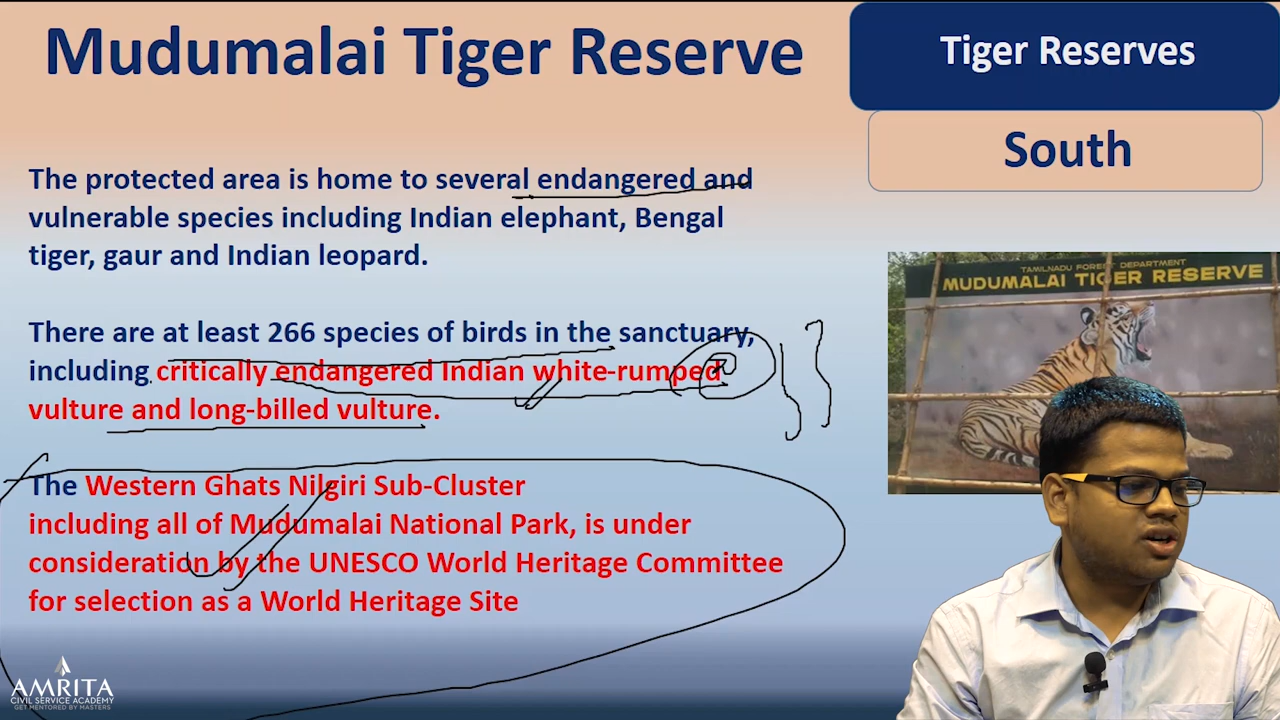 Mudumalai Tiger Reserve
Tiger Reserves
South
The protected area is home to several endangered and
vulnerable species including Indian elephant, Bengal
tiger, gaur and Indian leopard.
There are at least 266 species of birds in the sanctuary,
including critically endangered Indian white-rumped
vulture and long-billed vulture.
The Western Ghats Nilgiri Sub-Cluster
including all of Mudumalai National Park, is under
consideration by the UNESCO World Heritage Committee
for selection as a World Heritage Site
TAMILNADU FOREST DEPARTMENT
MUDUMALAI TIGER RESERVE
AMRITA
CIVIL SERVICE ACADEMY
GET MENTORED BY MASTERS